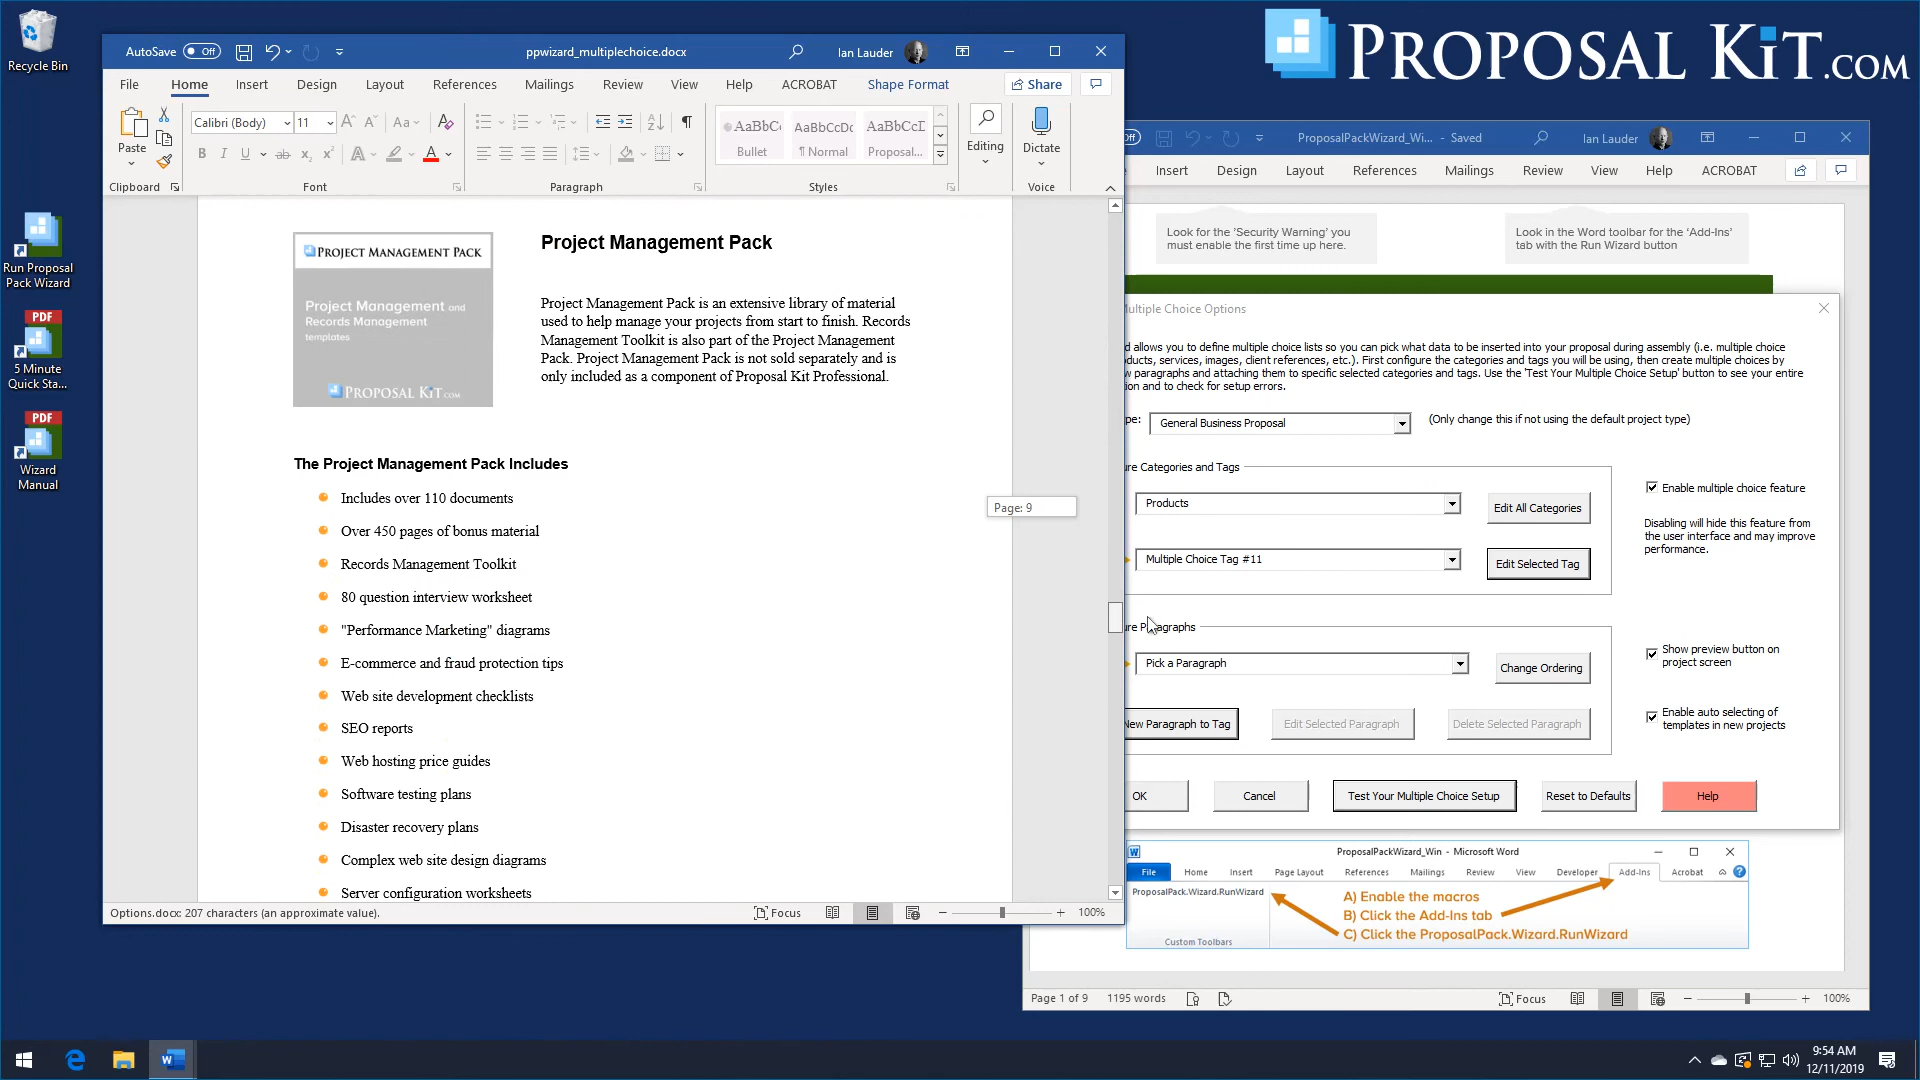 Recycle Bin
PROPOSAL KIT.COM
AutoSave Off
ppwizard_multiplechoice.docx
Ian Lauder
File Home Insert Design Layout References Mailings Review View Help ACROBAT Shape Format Share
Calibri (Body) 11
Paste
Clipboard Font Paragraph Styles Voice
AaBbCc AaBbCcDc AaBbCcD
Bullet ¶ Normal Proposal...
Editing
Dictate
PROJECT MANAGEMENT PACK
Project Management and
Records Management
templates
PROPOSAL KIT.COM
Project Management Pack
Project Management Pack is an extensive library of material
used to help manage your projects from start to finish. Records
Management Toolkit is also part of the Project Management
Pack. Project Management Pack is not sold separately and is
only included as a component of Proposal Kit Professional.
The Project Management Pack Includes
Includes over 110 documents
Over 450 pages of bonus material
Records Management Toolkit
80 question interview worksheet
"Performance Marketing" diagrams
E-commerce and fraud protection tips
Web site development checklists
SEO reports
Web hosting price guides
Software testing plans
Disaster recovery plans
Complex web site design diagrams
Server configuration worksheets
Page: 9
Options.docx: 207 characters (an approximate value).
Focus
100%
Run Proposal
Pack Wizard
PDF
5 Minute
Quick Sta...
PDF
Wizard
Manual
Off
ProposalPackWizard_Wi... - Saved
Ian Lauder
Insert Design Layout References Mailings Review View Help ACROBAT
Look for the 'Security Warning' you
must enable the first time up here.
Look in the Word toolbar for the 'Add-Ins'
tab with the Run Wizard button
ultiple Choice Options
d allows you to define multiple choice lists so you can pick what data to be inserted into your proposal during assembly (i.e. multiple choice
ducts, services, images, client references, etc.). First configure the categories and tags you will be using, then create multiple choices by
w paragraphs and attaching them to specific selected categories and tags. Use the 'Test Your Multiple Choice Setup' button to see your entire
ion and to check for setup errors.
pe: General Business Proposal (Only change this if not using the default project type)
ure Categories and Tags
Products
Edit All Categories
Multiple Choice Tag #11
Edit Selected Tag
Enable multiple choice feature
Disabling will hide this feature from
the user interface and may improve
performance.
ure Paragraphs
Pick a Paragraph
Change Ordering
New Paragraph to Tag
Edit Selected Paragraph
Delete Selected Paragraph
Show preview button on
project screen
Enable auto selecting of
templates in new projects
OK Cancel Test Your Multiple Choice Setup Reset to Defaults Help
ProposalPackWizard_Win - Microsoft Word
File Home Insert Page Layout References Mailings Review View Developer Add-Ins Acrobat
ProposalPack.Wizard.RunWizard
A) Enable the macros
B) Click the Add-Ins tab
C) Click the ProposalPack.Wizard.RunWizard
Custom Toolbars
Page 1 of 9 1195 words
Focus
100%
9:54 AM
12/11/2019